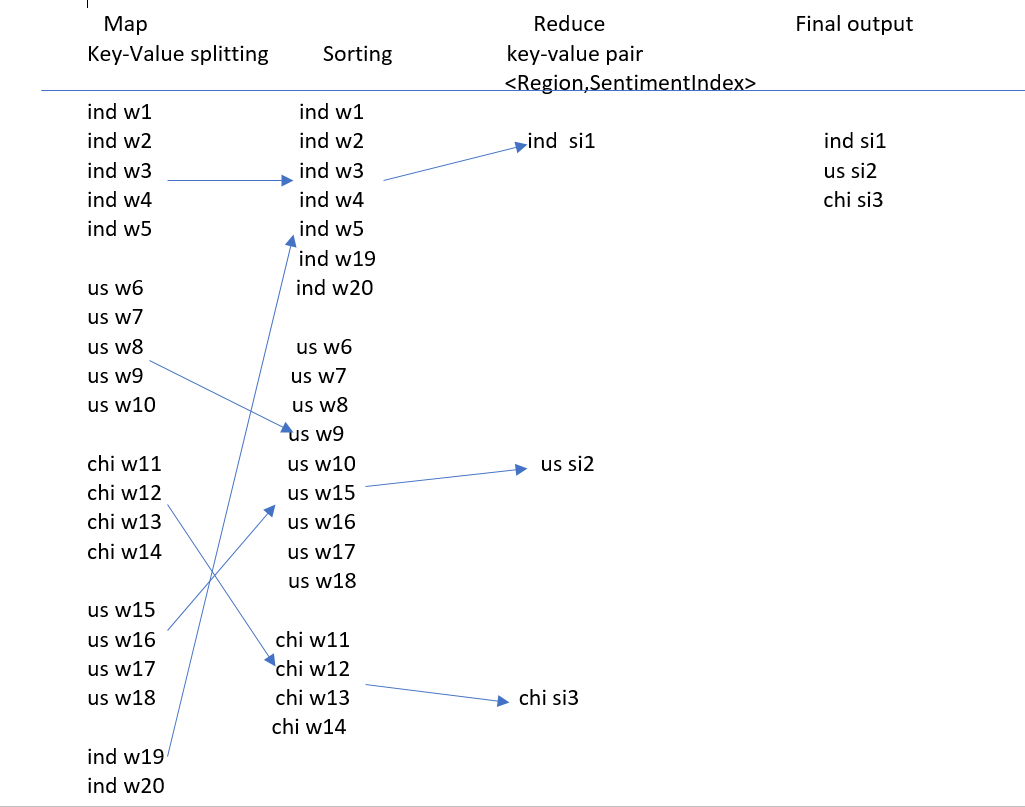 Map
Key-Value splitting
Sorting
Reduce
key-value pair
<Region,SentimentIndex>
Final output
ind w1
ind w2
ind w3
ind w4
ind w5
us w6
us w7
us w8
us w9
us w10
chi w11
chi w12
chi w13
chi w14
us w15
us w16
us w17
us w18
ind w19
ind w20
ind w1
ind w2
ind w3
ind w4
ind w5
ind w19
ind w20
us w6
us w7
us w8
us w9
us w10
us w15
us w16
us w17
us w18
chi w11
chi w12
chi w13
chi w14
ind si1
us si2
chi si3
ind si1
us si2
chi si3